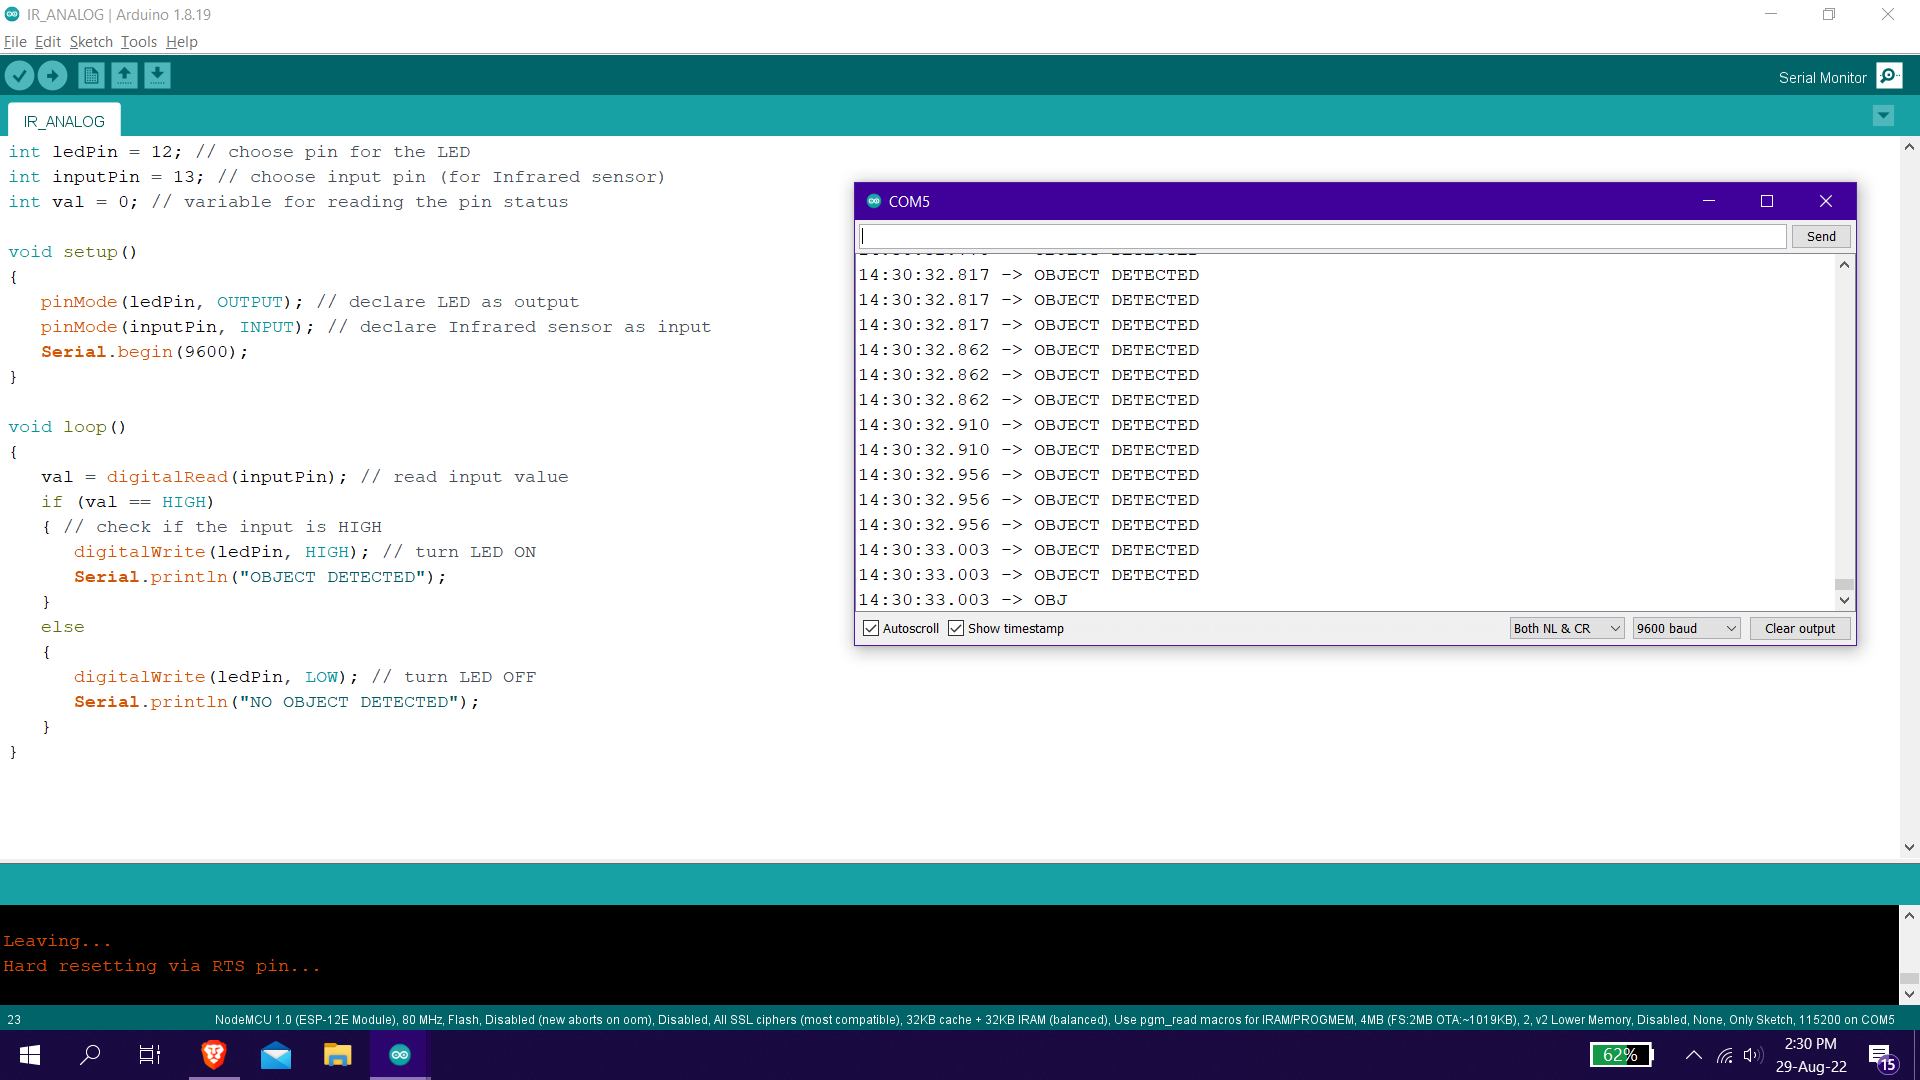 IR_ANALOG | Arduino 1.8.19
File Edit Sketch Tools Help
Serial Monitor
IR_ANALOG
int ledPin = 12; // choose pin for the LED
int inputPin = 13; // choose input pin (for Infrared sensor)
int val = 0; // variable for reading the pin status
void setup()
{
pinMode(ledPin, OUTPUT); // declare LED as output
pinMode(inputPin, INPUT); // declare Infrared sensor as input
Serial.begin(9600);
}
void loop()
{
val = digitalRead(inputPin); // read input value
if (val == HIGH)
{ // check if the input is HIGH
digitalWrite(ledPin, HIGH); // turn LED ON
Serial.println("OBJECT DETECTED");
}
else
{
digitalWrite(ledPin, LOW); // turn LED OFF
Serial.println("NO OBJECT DETECTED");
}
}
COM5
Send
14:30:32.817 -> OBJECT DETECTED
14:30:32.817 -> OBJECT DETECTED
14:30:32.817 -> OBJECT DETECTED
14:30:32.862 -> OBJECT DETECTED
14:30:32.862 -> OBJECT DETECTED
14:30:32.862 -> OBJECT DETECTED
14:30:32.910 -> OBJECT DETECTED
14:30:32.910 -> OBJECT DETECTED
14:30:32.956 -> OBJECT DETECTED
14:30:32.956 -> OBJECT DETECTED
14:30:32.956 -> OBJECT DETECTED
14:30:33.003 -> OBJECT DETECTED
14:30:33.003 -> OBJECT DETECTED
14:30:33.003 -> OBJ
Autoscroll Show timestamp Both NL & CR 9600 baud Clear output
Leaving...
Hard resetting via RTS pin...
23 NodeMCU 1.0 (ESP-12E Module), 80 MHz, Flash, Disabled (new aborts on oom), Disabled, All SSL ciphers (most compatible), 32KB cache + 32KB IRAM (balanced), Use pgm_read macros for IRAM/PROGMEM, 4MB (FS:2MB OTA:~1019KB), 2, v2 Lower Memory, Disabled, None, Only Sketch, 115200 on COM5
62%
2:30 PM
29-Aug-22
15